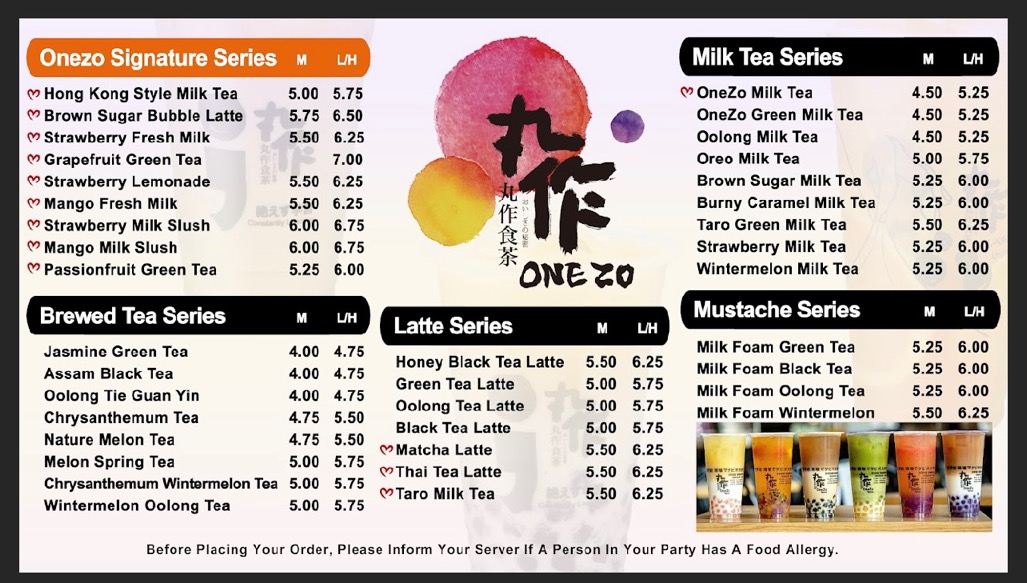 Onezo Signature Series M L/H
Hong Kong Style Milk Tea 5.00 5.75
Brown Sugar Bubble Latte 5.75 6.50
Strawberry Fresh Milk 5.50 6.25
Grapefruit Green Tea 7.00
Strawberry Lemonade 5.50 6.25
Mango Fresh Milk 5.50 6.25
Strawberry Milk Slush 6.00 6.75
Mango Milk Slush 6.00 6.75
Passionfruit Green Tea 5.25 6.00
Brewed Tea Series M L/H
Jasmine Green Tea 4.00 4.75
Assam Black Tea 4.00 4.75
Oolong Tie Guan Yin 4.00 4.75
Chrysanthemum Tea 4.75 5.50
Nature Melon Tea 4.75 5.50
Melon Spring Tea 5.00 5.75
Chrysanthemum Wintermelon Tea 5.00 5.75
Wintermelon Oolong Tea 5.00 5.75
丸作
丸作食茶
ONE ZO
Latte Series M L/H
Honey Black Tea Latte 5.50 6.25
Green Tea Latte 5.00 5.75
Oolong Tea Latte 5.00 5.75
Black Tea Latte 5.00 5.75
Matcha Latte 5.50 6.25
Thai Tea Latte 5.50 6.25
Taro Milk Tea 5.50 6.25
Milk Tea Series M L/H
OneZo Milk Tea 4.50 5.25
OneZo Green Milk Tea 4.50 5.25
Oolong Milk Tea 4.50 5.25
Oreo Milk Tea 5.00 5.75
Brown Sugar Milk Tea 5.25 6.00
Burny Caramel Milk Tea 5.25 6.00
Taro Green Milk Tea 5.50 6.25
Strawberry Milk Tea 5.25 6.00
Wintermelon Milk Tea 5.25 6.00
Mustache Series M L/H
Milk Foam Green Tea 5.25 6.00
Milk Foam Black Tea 5.25 6.00
Milk Foam Oolong Tea 5.25 6.00
Milk Foam Wintermelon 5.50 6.25
Before Placing Your Order, Please Inform Your Server If A Person In Your Party Has A Food Allergy.